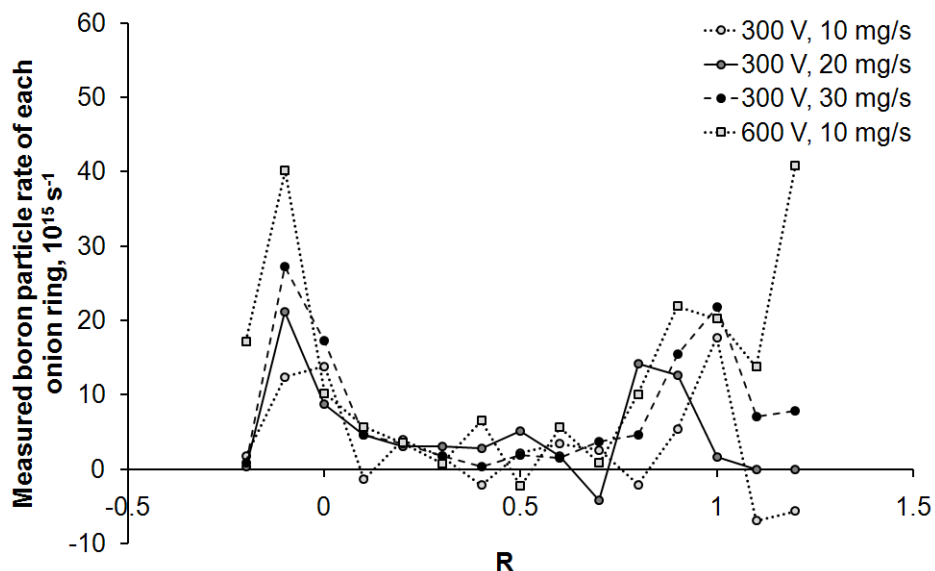 60
50
40
30
20
10
0
-10
-0.5
0
0.5
1
1.5
Measured boron particle rate of each
onion ring, 10¹⁵ s⁻¹
R
300 V, 10 mg/s
300 V, 20 mg/s
300 V, 30 mg/s
600 V, 10 mg/s